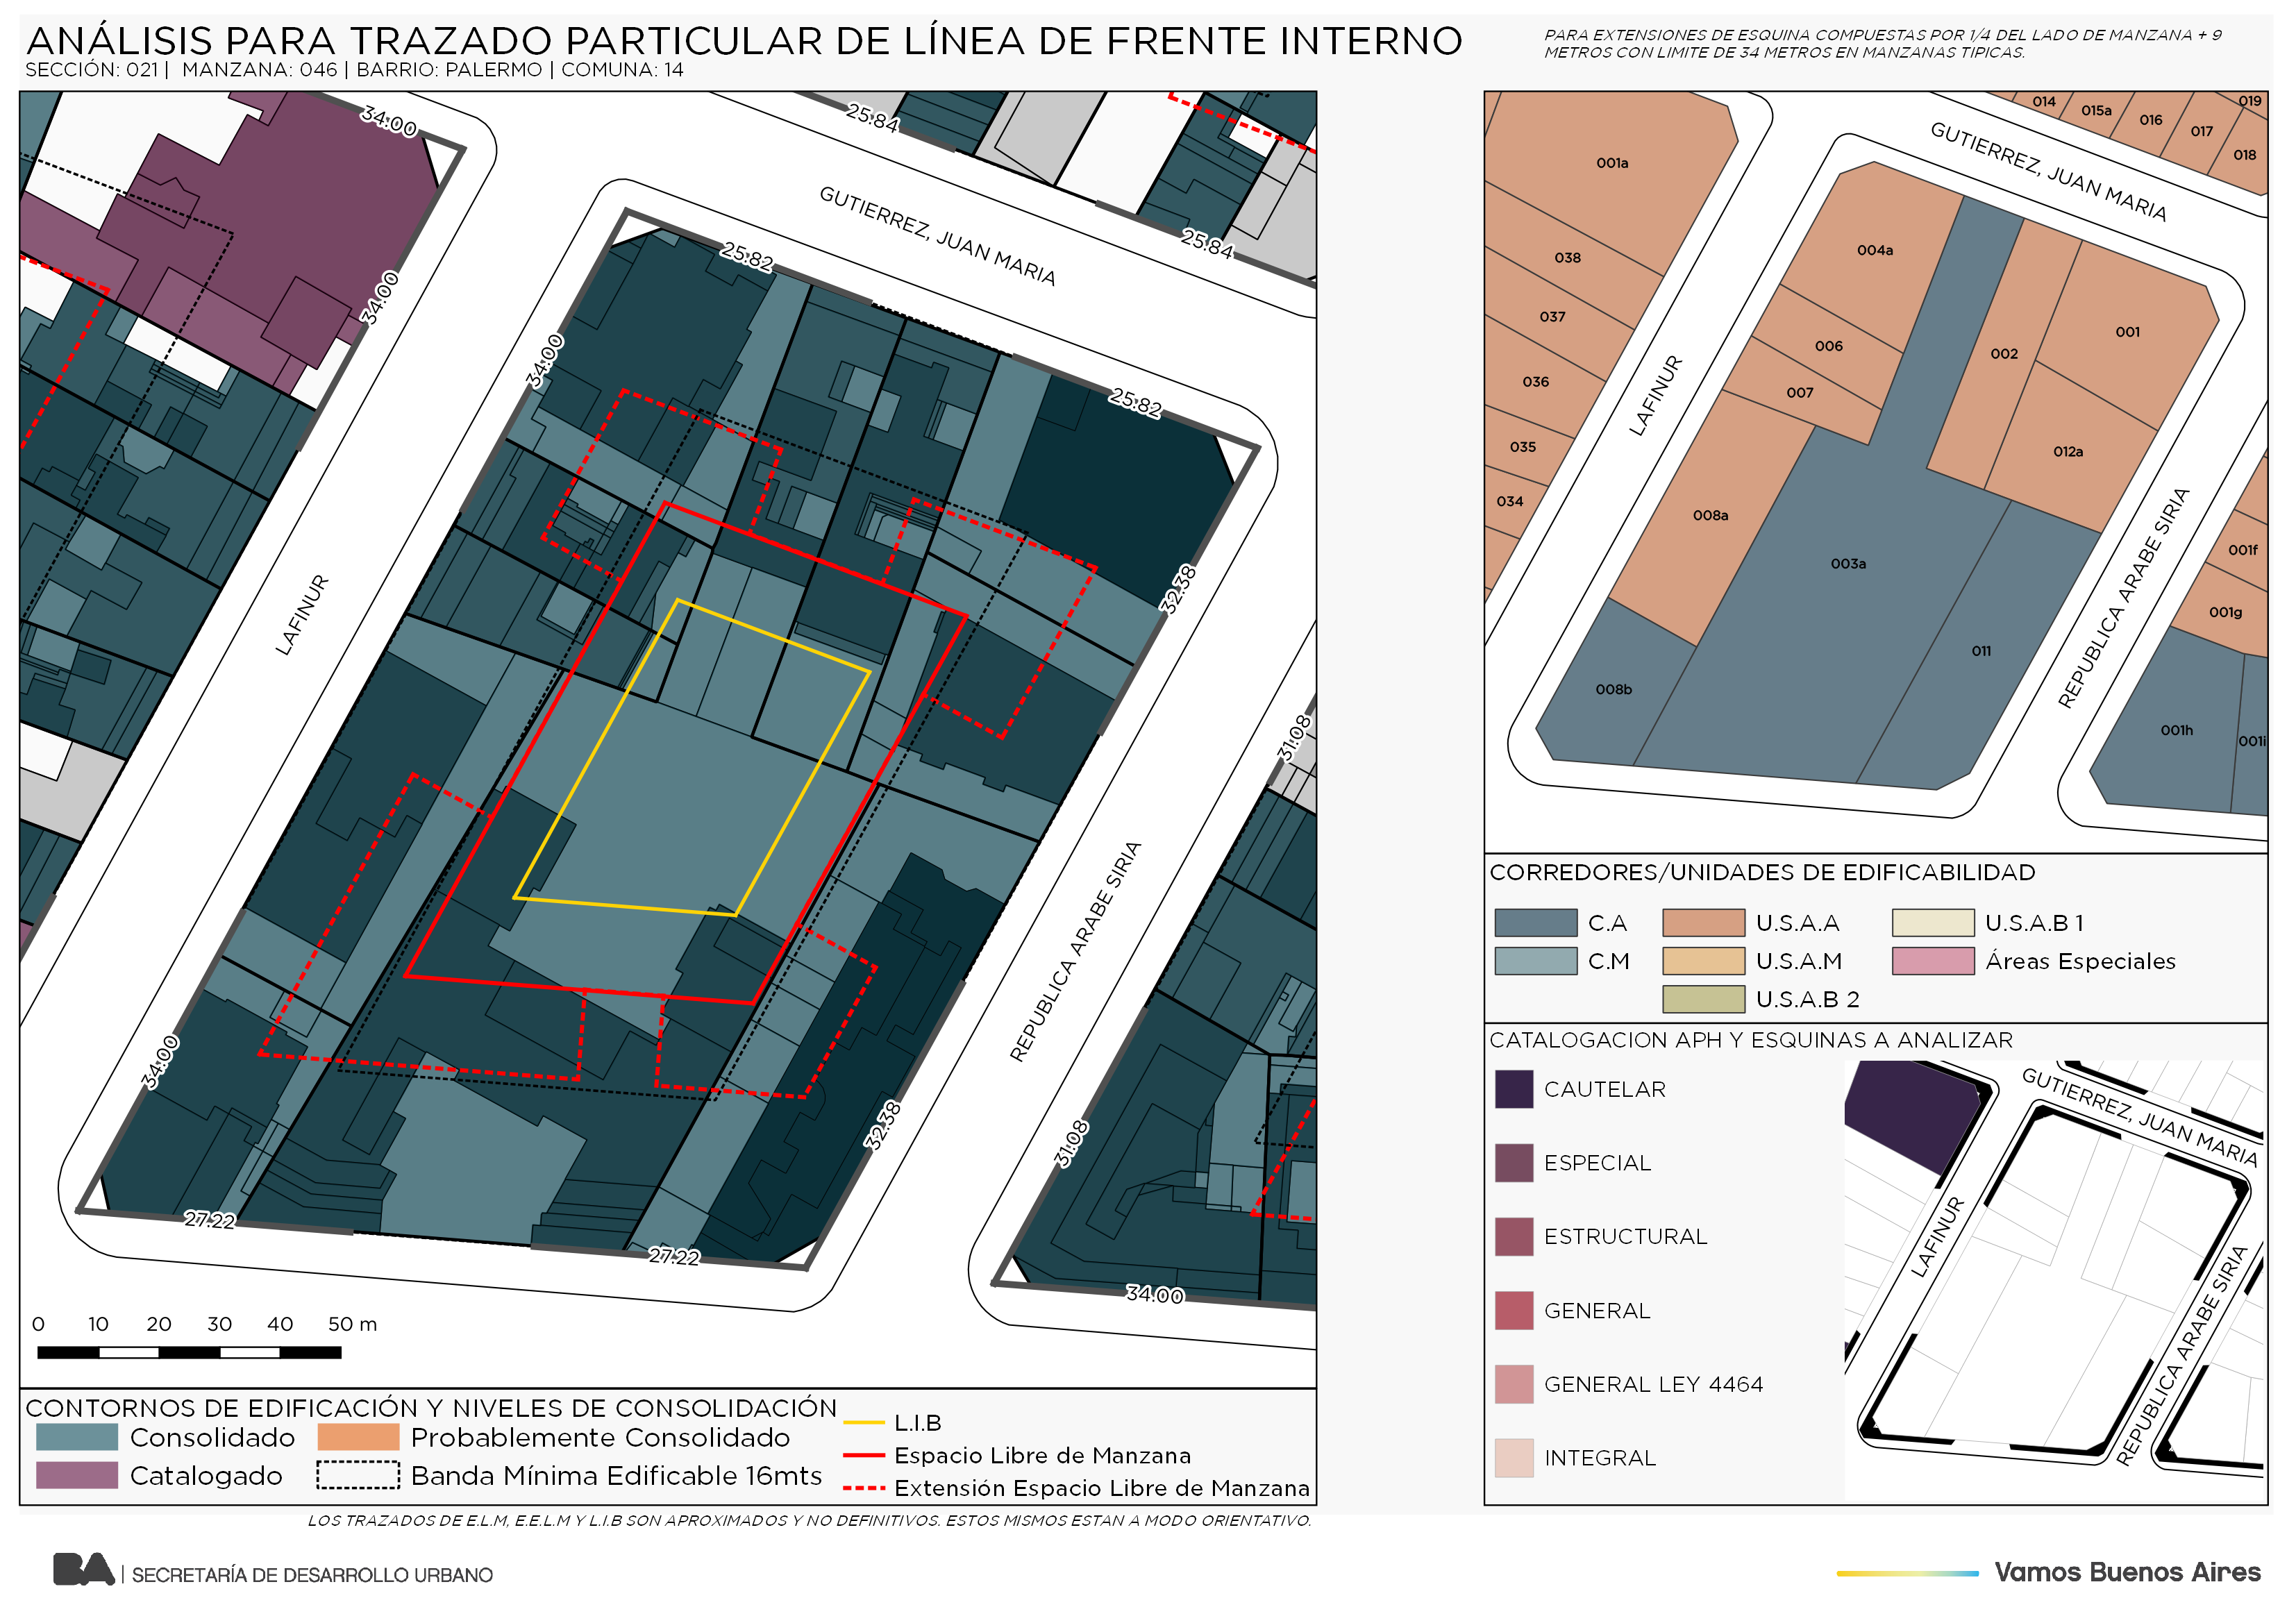 ANÁLISIS PARA TRAZADO PARTICULAR DE LÍNEA DE FRENTE INTERNO
SECCIÓN: 021 | MANZANA: 046 | BARRIO: PALERMO | COMUNA: 14
PARA EXTENSIONES DE ESQUINA COMPUESTAS POR 1/4 DEL LADO DE MANZANA + 9
METROS CON LIMITE DE 34 METROS EN MANZANAS TIPICAS.
34.00
25.84
GUTIERREZ, JUAN MARIA
25.84
25.82
34.00
34.00
25.82
LAFINUR
32.38
31.08
REPUBLICA ARABE SIRIA
34.00
32.38
31.08
27.22
27.22
34.00
0 10 20 30 40 50 m
CONTORNOS DE EDIFICACIÓN Y NIVELES DE CONSOLIDACIÓN
Consolidado
Probablemente Consolidado
Catalogado
Banda Mínima Edificable 16mts
L.I.B
Espacio Libre de Manzana
Extensión Espacio Libre de Manzana
LOS TRAZADOS DE E.L.M, E.E.L.M Y L.I.B SON APROXIMADOS Y NO DEFINITIVOS. ESTOS MISMOS ESTAN A MODO ORIENTATIVO.
014
015a
016
017
019
018
GUTIERREZ, JUAN MARIA
001a
004a
038
037
006
002
001
036
007
LAFINUR
035
012a
034
008a
REPUBLICA ARABE SIRIA
003a
001f
001g
011
008b
001h
001i
CORREDORES/UNIDADES DE EDIFICABILIDAD
C.A
U.S.A.A
U.S.A.B 1
C.M
U.S.A.M
Áreas Especiales
U.S.A.B 2
CATALOGACION APH Y ESQUINAS A ANALIZAR
CAUTELAR
ESPECIAL
ESTRUCTURAL
GENERAL
GENERAL LEY 4464
INTEGRAL
GUTIERREZ, JUAN MARIA
LAFINUR
REPUBLICA ARABE SIRIA
BA | SECRETARÍA DE DESARROLLO URBANO
Vamos Buenos Aires